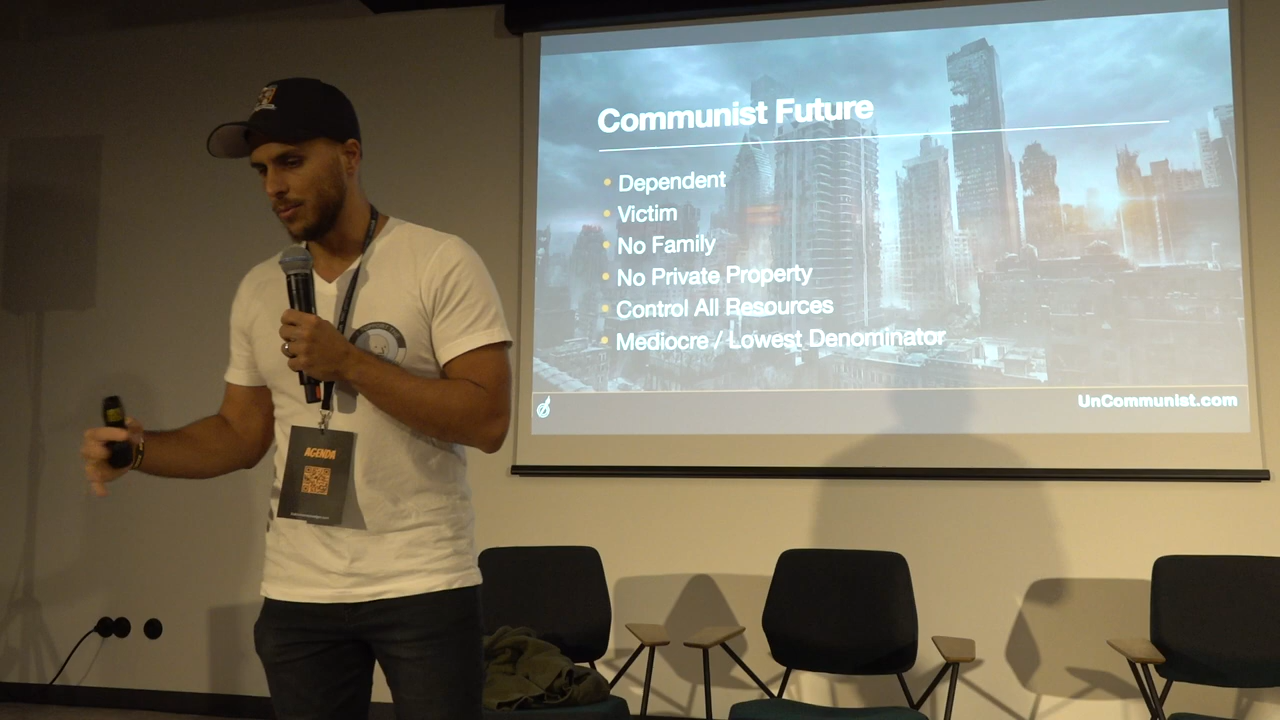 Communist Future
• Dependent
• Victim
• No Family
• No Private Property
• Control All Resources
• Mediocre / Lowest Denominator
UnCommunist.com
AGENDA